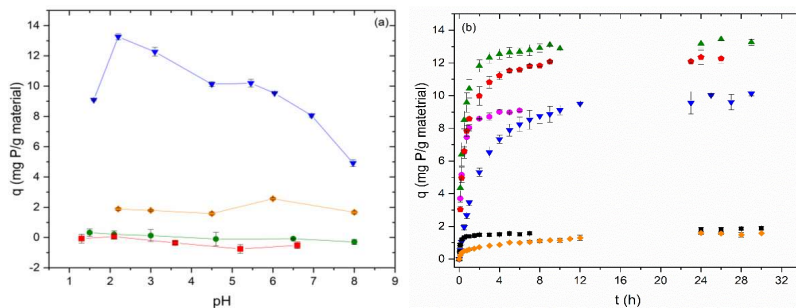 (a)
q (mg P/g material)
14
12
10
8
6
4
2
0
-2
1 2 3 4 5 6 7 8 9
pH
(b)
q (mg P/g matetrial)
14
12
10
8
6
4
2
0
0 4 8 12 16 20 24 28 32
t (h)